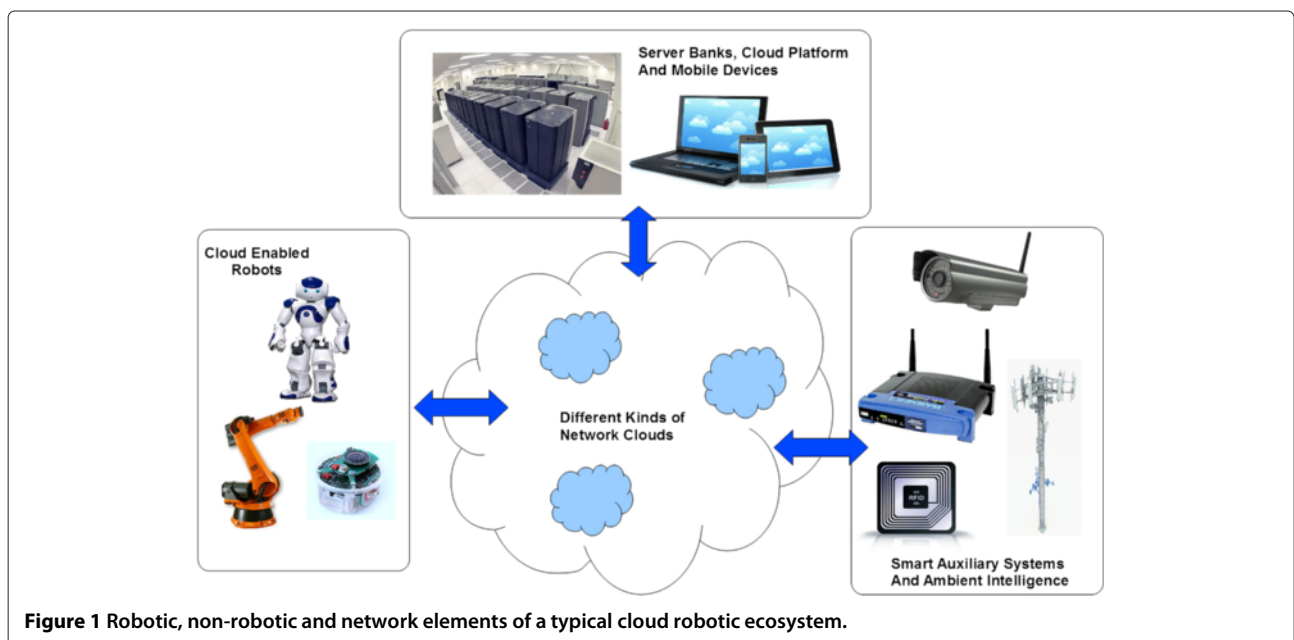 Server Banks, Cloud Platform
And Mobile Devices
Cloud Enabled
Robots
Different Kinds of
Network Clouds
RFID
Smart Auxiliary Systems
And Ambient Intelligence
Figure 1 Robotic, non-robotic and network elements of a typical cloud robotic ecosystem.